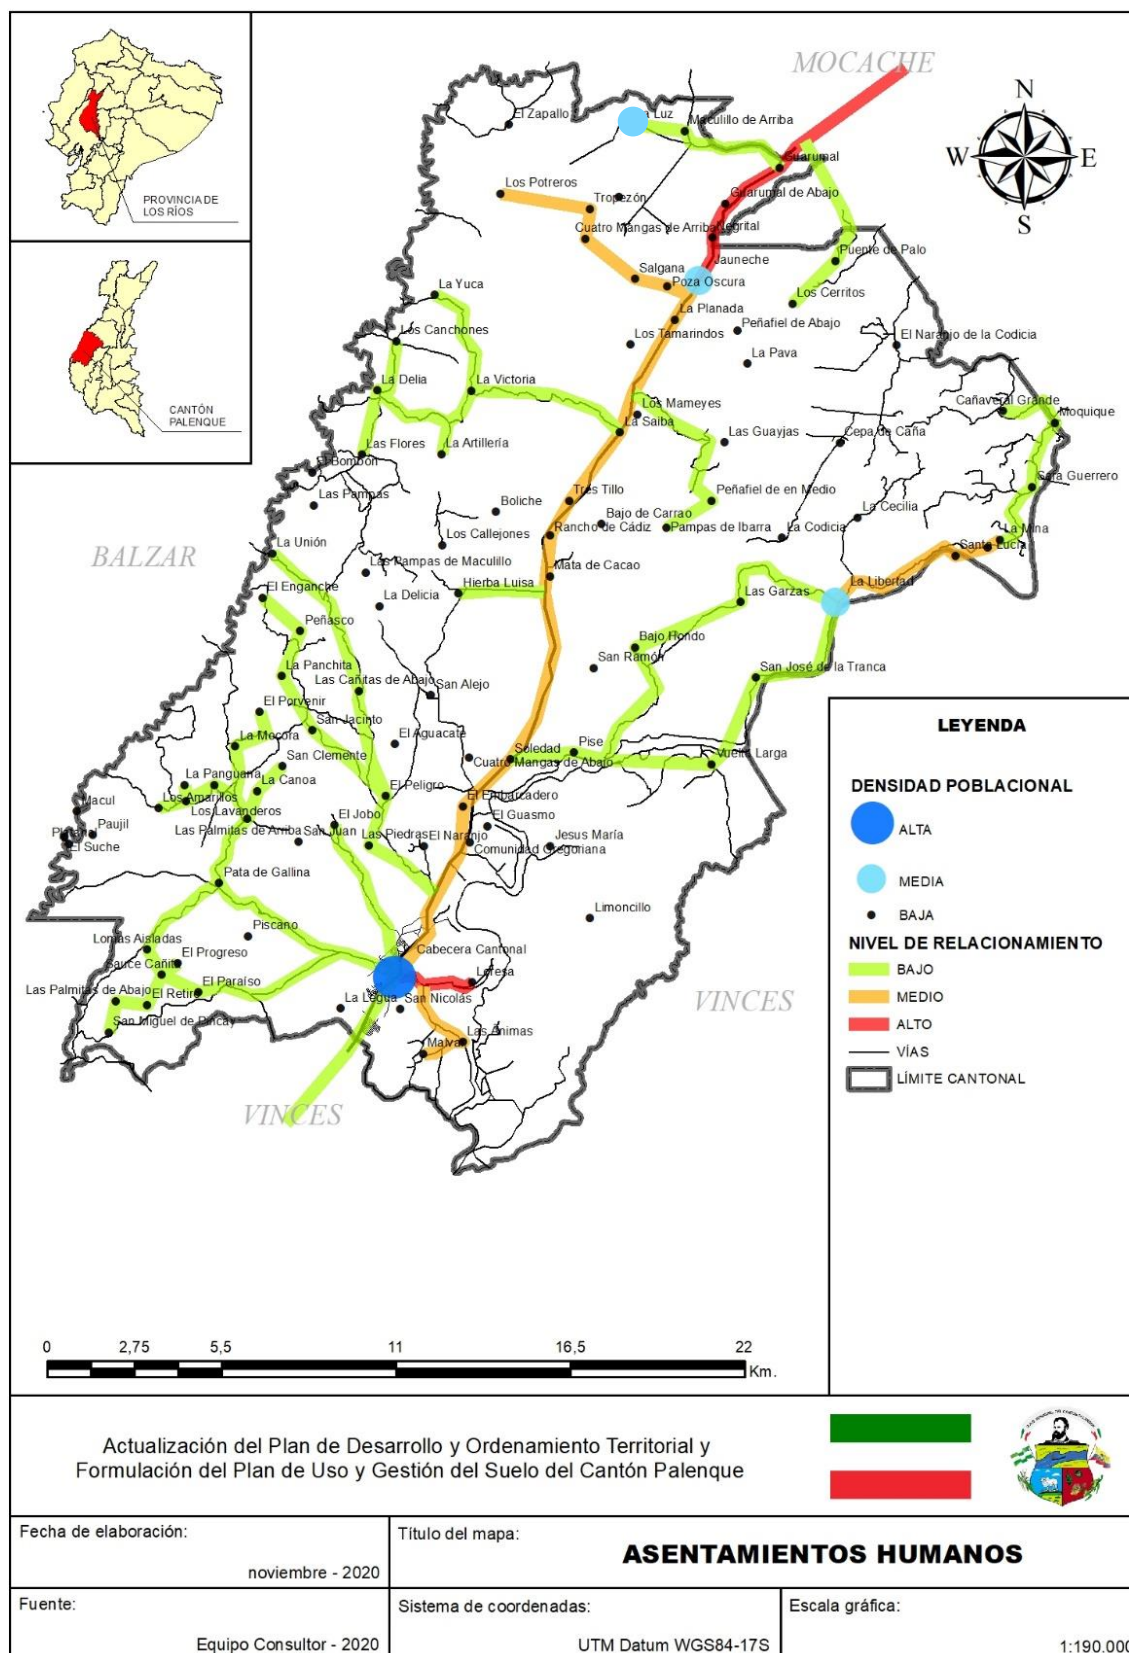 PROVINCIA DE
LOS RÍOS
CANTÓN
PALENQUE
MOCACHE
N
W
E
S
El Zapallo
a Luz
Maculillo de Arriba
Guarumal
Los Potreros
Tropezón
Guarumal de Abajo
Cuatro Mangas de Arriba
Negrital
Jauneche
Puente de Palo
Salgana
Poza Oscura
La Yuca
Los Cerritos
La Planada
Los Canchones
Los Tamarindos
Peñafiel de Abajo
El Naranjo de la Codicia
La Pava
La Delia
La Victoria
Cañaveral Grande
Los Mameyes
Moquique
La Saiba
Las Flores
La Artillería
Las Guayjas
Cepa de Caña
El Bombón
Las Pampas
Boliche
Tres Tillo
Peñafiel de en Medio
Sara Guerrero
Bajo de Carrao
La Cecilia
Los Callejones
Rancho de Cádiz
Pampas de Ibarra
La Codicia
La Mina
BALZAR
La Unión
Santa Lucía
Las Pampas de Maculillo
Mata de Cacao
El Enganche
Hierba Luisa
La Libertad
La Delicia
Las Garzas
Peñasco
Bajo Hondo
La Panchita
San Ramón
San José de la Tranca
Las Cañitas de Abajo
San Alejo
El Porvenir
San Jacinto
La Mocora
El Aguacate
Soledad
Pise
San Clemente
Cuatro Mangas de Abajo
Vuelta Larga
La Panguana
La Canoa
El Peligro
Macul
Los Amarillos
El Embarcadero
Paujil
Los Lavanderos
El Jobo
El Guasmo
Platanal
Las Palmitas de Arriba
San Juan
Las Piedras
El Naranjo
Jesus María
El Suche
Comunidad Gregoriana
Pata de Gallina
Limoncillo
Piscano
Lomas Aisladas
Cabecera Cantonal
El Progreso
Sauce Cañita
Loresa
El Paraíso
Las Palmitas de Abajo
El Retiro
La Legua
San Nicolás
VINCES
San Miguel de Pincay
Las Animas
Malva
VINCES
LEYENDA
DENSIDAD POBLACIONAL
ALTA
MEDIA
BAJA
NIVEL DE RELACIONAMIENTO
BAJO
MEDIO
ALTO
VÍAS
LÍMITE CANTONAL
0 2,75 5,5 11 16,5 22
Km.
Actualización del Plan de Desarrollo y Ordenamiento Territorial y
Formulación del Plan de Uso y Gestión del Suelo del Cantón Palenque
Fecha de elaboración:
noviembre - 2020
Título del mapa:
ASENTAMIENTOS HUMANOS
Fuente:
Equipo Consultor - 2020
Sistema de coordenadas:
UTM Datum WGS84-17S
Escala gráfica:
1:190.000